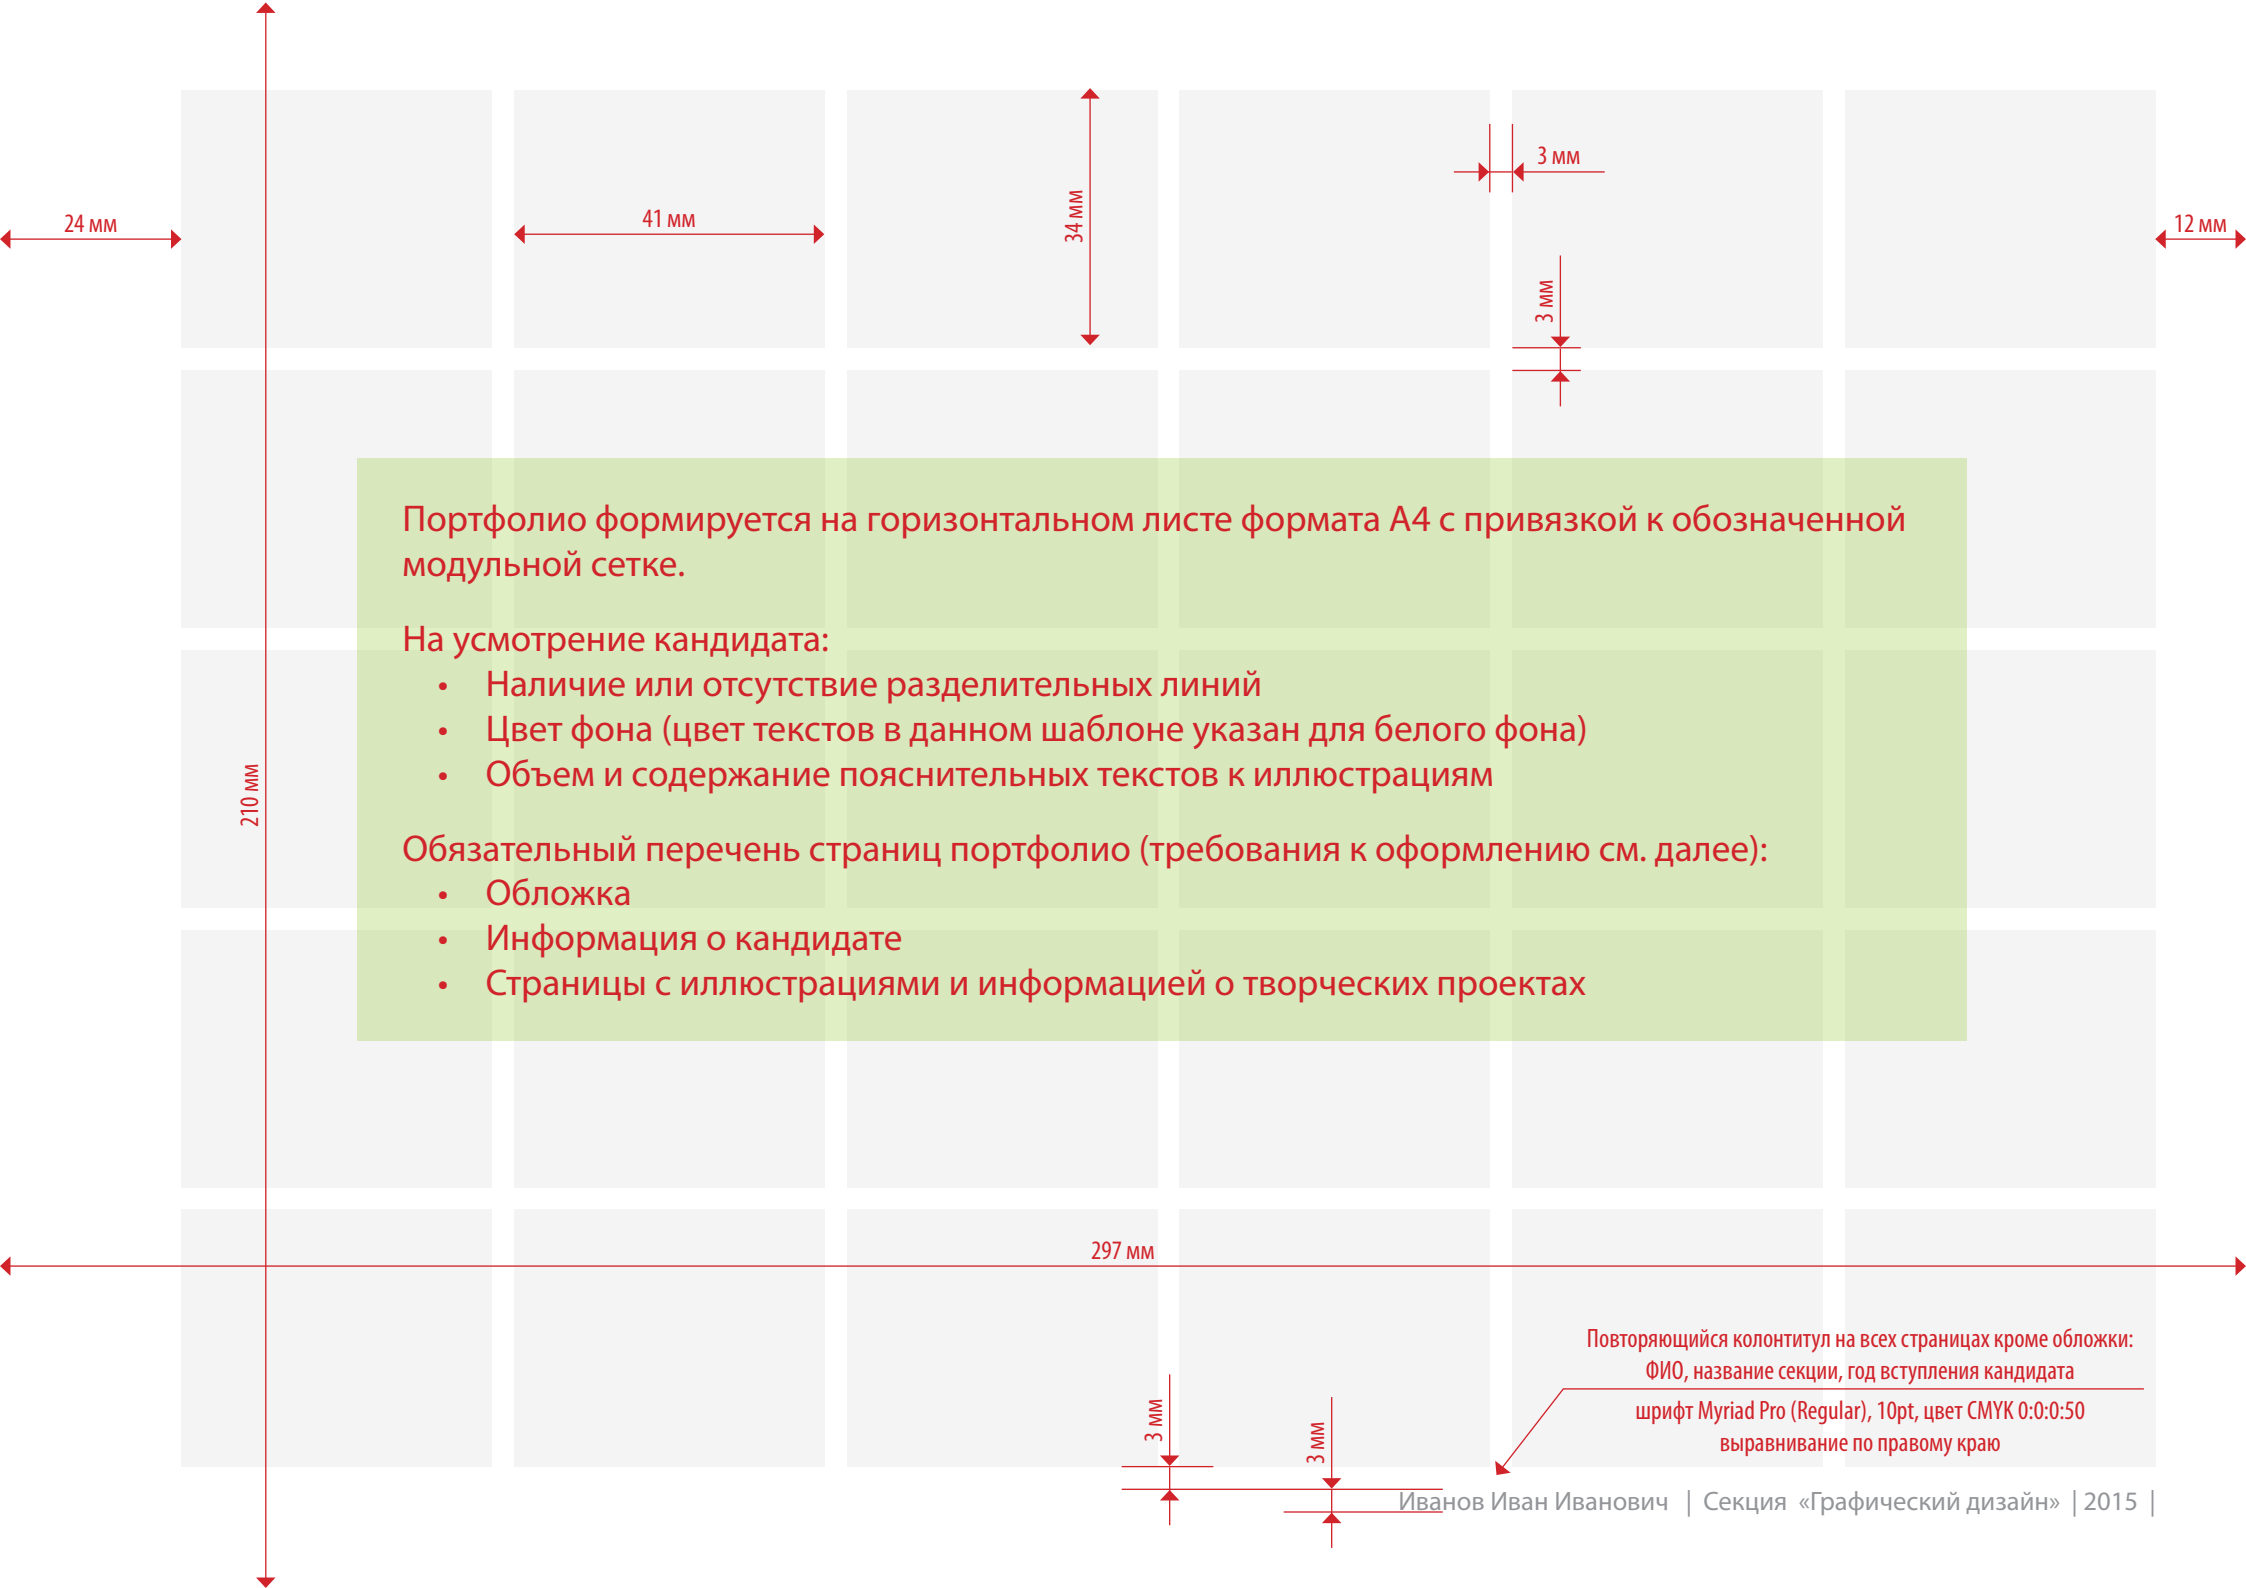 3 мм
24 мм
41 мм
34 мм
12 мм
3 мм
Портфолио формируется на горизонтальном листе формата А4 с привязкой к обозначенной
модульной сетке.
На усмотрение кандидата:
• Наличие или отсутствие разделительных линий
• Цвет фона (цвет текстов в данном шаблоне указан для белого фона)
• Объем и содержание пояснительных текстов к иллюстрациям
210 мм
Обязательный перечень страниц портфолио (требования к оформлению см. далее):
• Обложка
• Информация о кандидате
• Страницы с иллюстрациями и информацией о творческих проектах
297 мм
Повторяющийся колонтитул на всех страницах кроме обложки:
ФИО, название секции, год вступления кандидата
шрифт Myriad Pro (Regular), 10pt, цвет CMYK 0:0:0:50
выравнивание по правому краю
3 мм
3 мм
Иванов Иван Иванович | Секция «Графический дизайн» | 2015 |